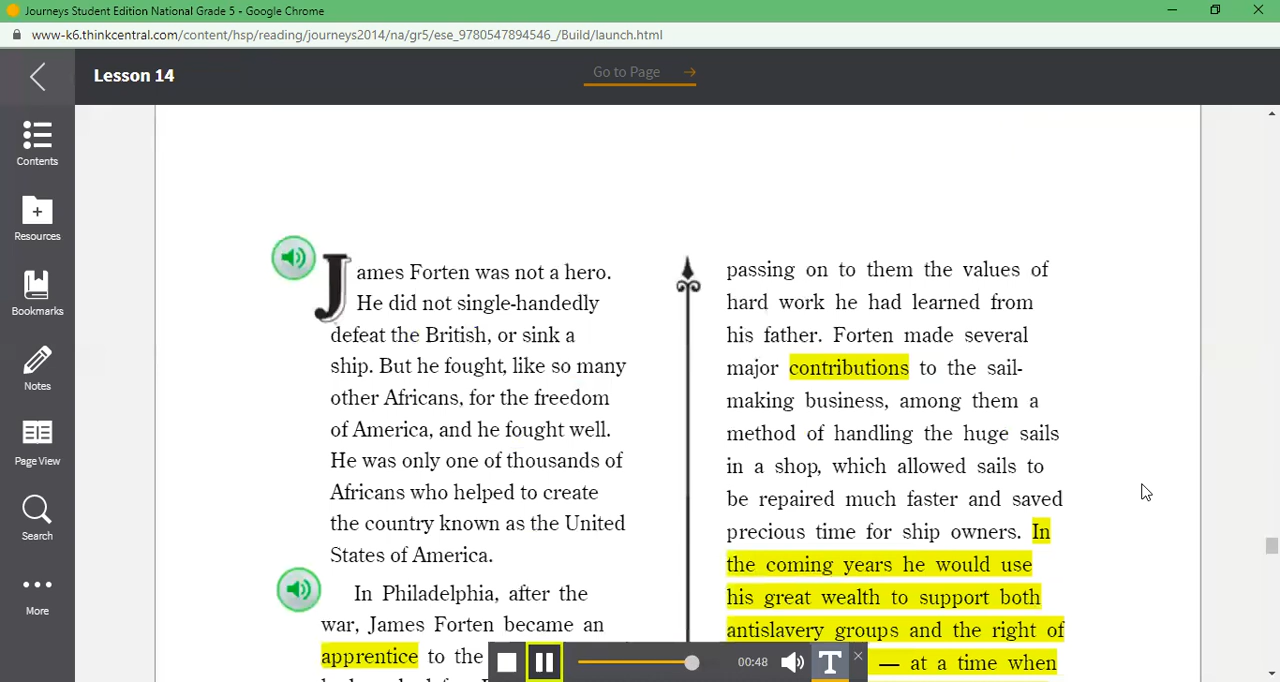 Journeys Student Edition National Grade 5 - Google Chrome
www-k6.thinkcentral.com/content/hsp/reading/journeys2014/na/gr5/ese_9780547894546_/Build/launch.html
Lesson 14
Go to Page
Contents
Resources
Bookmarks
Notes
Page View
Search
More
James Forten was not a hero.
He did not single-handedly
defeat the British, or sink a
ship. But he fought, like so many
other Africans, for the freedom
of America, and he fought well.
He was only one of thousands of
Africans who helped to create
the country known as the United
States of America.
In Philadelphia, after the
war, James Forten became an
apprentice to the
passing on to them the values of
hard work he had learned from
his father. Forten made several
major contributions to the sail-
making business, among them a
method of handling the huge sails
in a shop, which allowed sails to
be repaired much faster and saved
precious time for ship owners. In
the coming years he would use
his great wealth to support both
antislavery groups and the right of
— at a time when
00:48
T